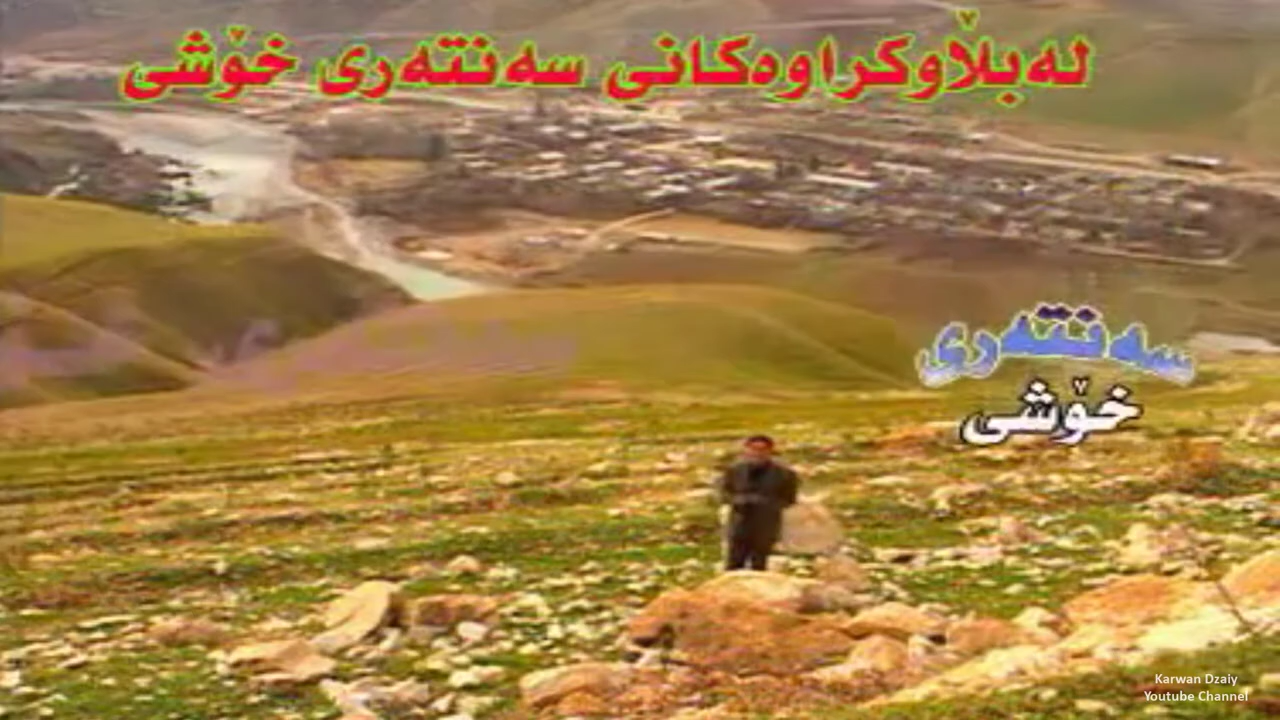 لەبڵاوکراوەکانی سەنتەری خۆشی
سەنتەری
خۆشی
Karwan Dzaiy
Youtube Channel